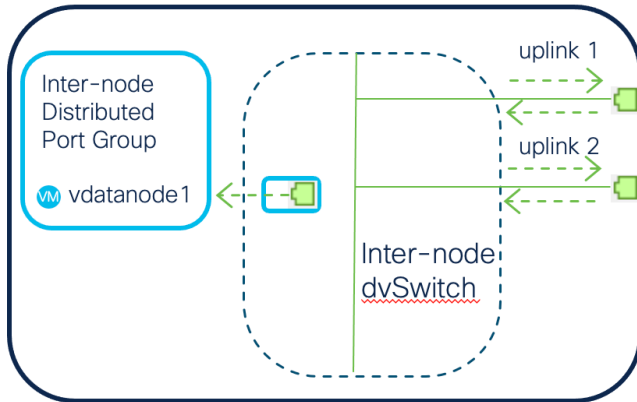 Inter-node
Distributed
Port Group
VM vdatanode1
uplink 1
uplink 2
Inter-node
dvSwitch